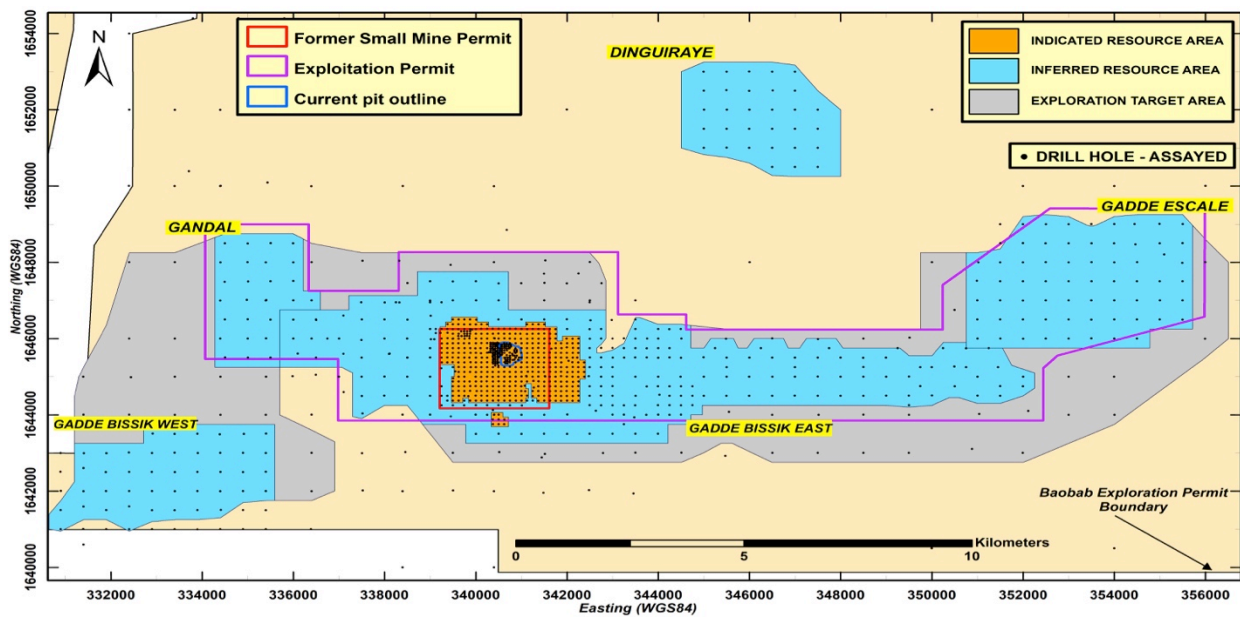 N
Former Small Mine Permit
Exploitation Permit
Current pit outline
DINGUIRAYE
INDICATED RESOURCE AREA
INFERRED RESOURCE AREA
EXPLORATION TARGET AREA
DRILL HOLE - ASSAYED
GANDAL
GADDE ESCALE
GADDE BISSIK WEST
GADDE BISSIK EAST
Baobab Exploration Permit
Boundary
Kilometers
0 5 10
1654000
1652000
1650000
1648000
1646000
1644000
1642000
1640000
Northing (WGS84)
332000 334000 336000 338000 340000 342000 344000 346000 348000 350000 352000 354000 356000
Easting (WGS84)